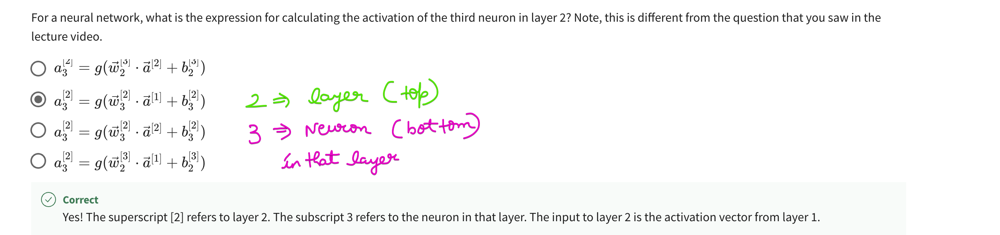 For a neural network, what is the expression for calculating the activation of the third neuron in layer 2? Note, this is different from the question that you saw in the
lecture video.
$a_3^{[2]} = g(\vec{w}_2^{[3]} \cdot \vec{a}^{[2]} + b_2^{[3]})$
$a_3^{[2]} = g(\vec{w}_3^{[2]} \cdot \vec{a}^{[1]} + b_3^{[2]})$
2 ⇒ layer (top)
$a_3^{[2]} = g(\vec{w}_3^{[2]} \cdot \vec{a}^{[2]} + b_3^{[2]})$
3 ⇒ Neuron (bottom)
$a_3^{[2]} = g(\vec{w}_2^{[3]} \cdot \vec{a}^{[1]} + b_2^{[3]})$
in that layer
Correct
Yes! The superscript [2] refers to layer 2. The subscript 3 refers to the neuron in that layer. The input to layer 2 is the activation vector from layer 1.